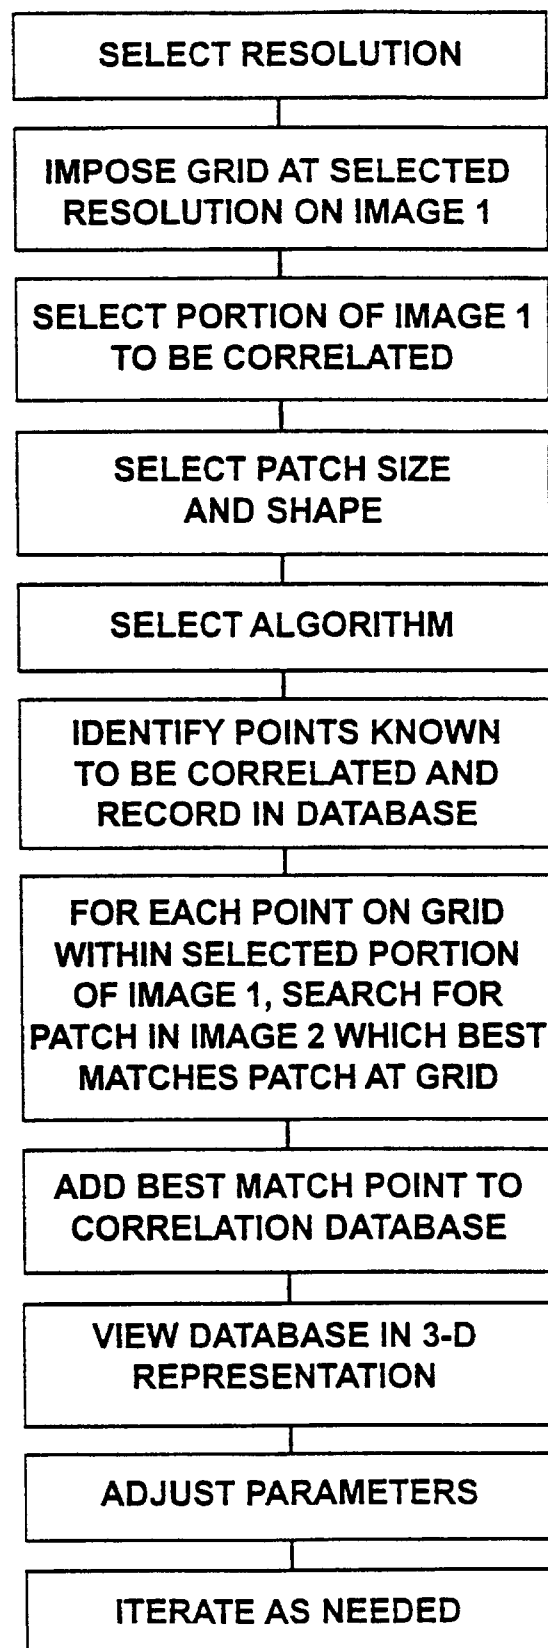 SELECT RESOLUTION
IMPOSE GRID AT SELECTED
RESOLUTION ON IMAGE 1
SELECT PORTION OF IMAGE 1
TO BE CORRELATED
SELECT PATCH SIZE
AND SHAPE
SELECT ALGORITHM
IDENTIFY POINTS KNOWN
TO BE CORRELATED AND
RECORD IN DATABASE
FOR EACH POINT ON GRID
WITHIN SELECTED PORTION
OF IMAGE 1, SEARCH FOR
PATCH IN IMAGE 2 WHICH BEST
MATCHES PATCH AT GRID
ADD BEST MATCH POINT TO
CORRELATION DATABASE
VIEW DATABASE IN 3-D
REPRESENTATION
ADJUST PARAMETERS
ITERATE AS NEEDED